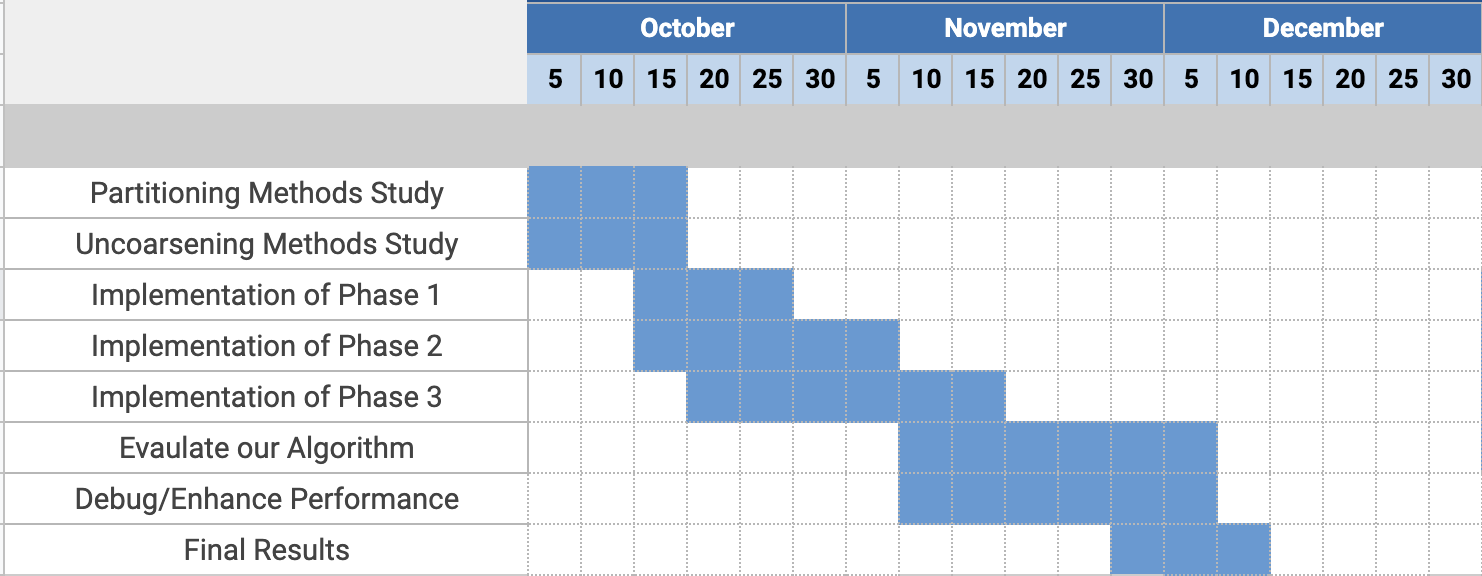 October November December
5 10 15 20 25 30 5 10 15 20 25 30 5 10 15 20 25 30
Partitioning Methods Study
Uncoarsening Methods Study
Implementation of Phase 1
Implementation of Phase 2
Implementation of Phase 3
Evaulate our Algorithm
Debug/Enhance Performance
Final Results